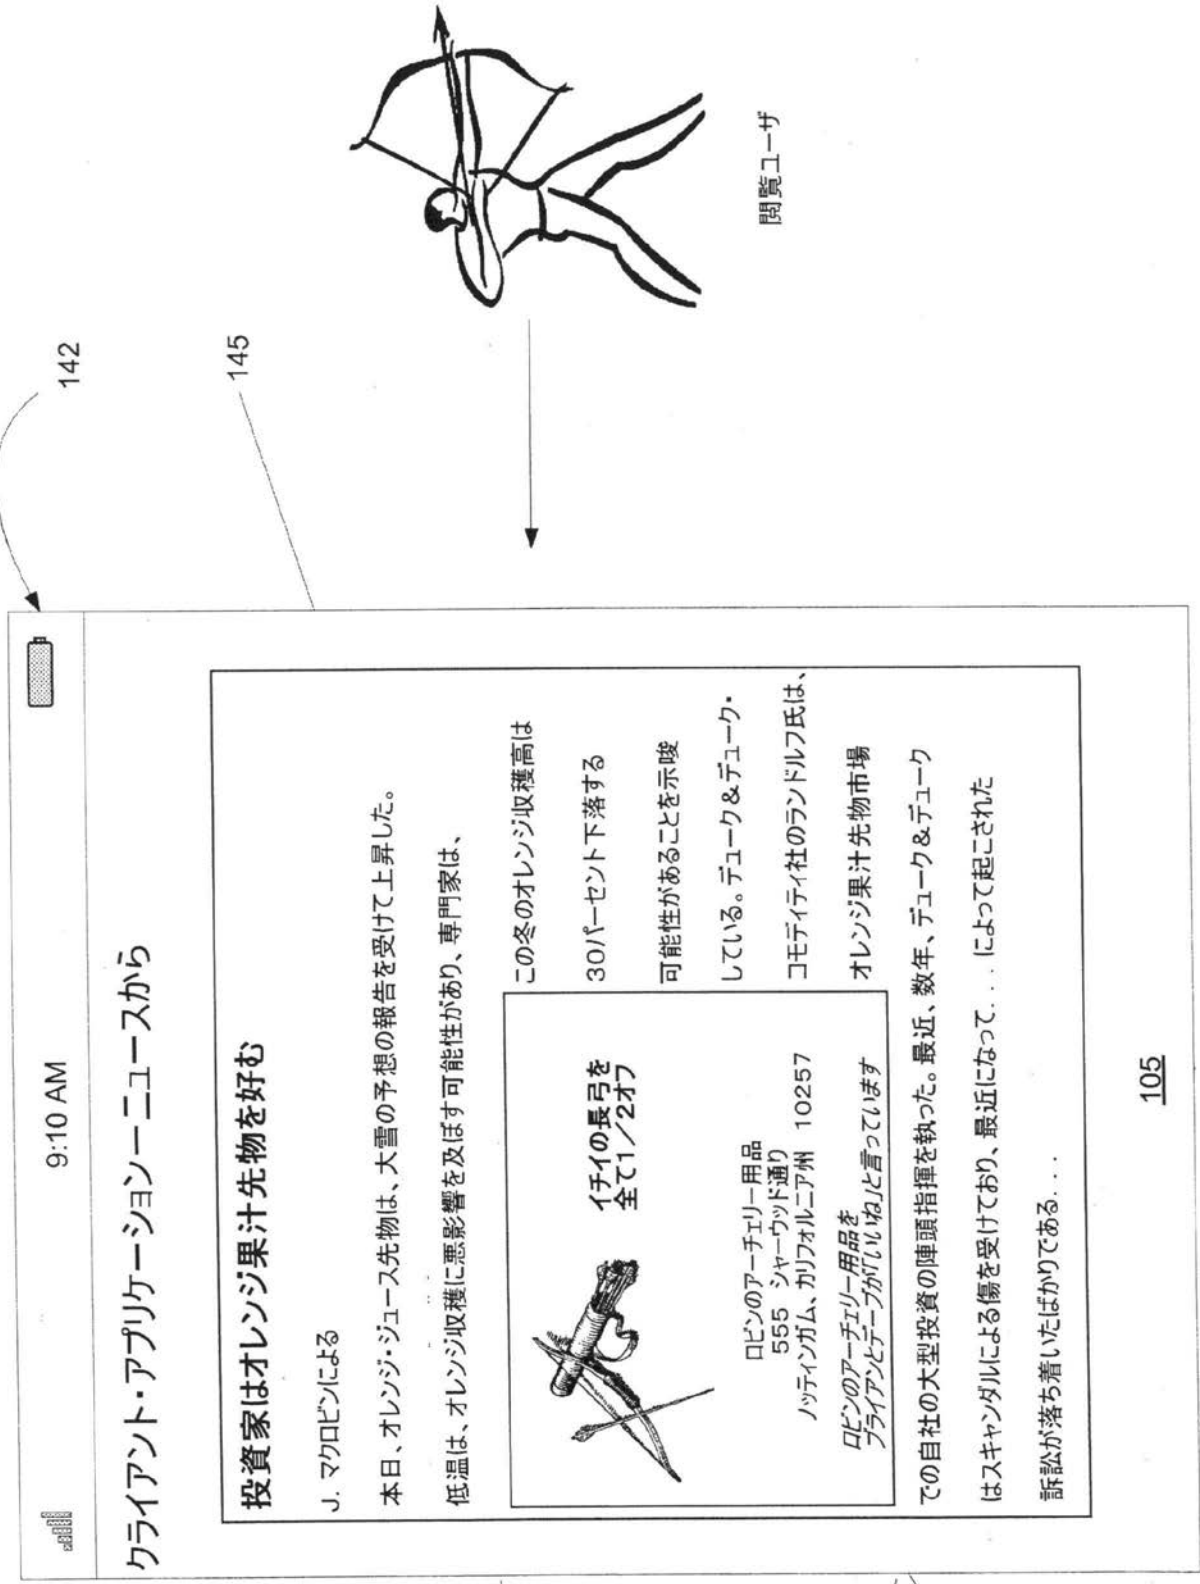 9:10 AM
142
クライアント・アプリケーションーニュースから
145
投資家はオレンジ果汁先物を好む
J. マクロビンによる
本日、オレンジ・ジュース先物は、大雪の予想の報告を受けて上昇した。
低温は、オレンジ収穫に悪影響を及ぼす可能性があり、専門家は、
この冬のオレンジ収穫高は
30パーセント下落する
可能性があることを示唆
している。デューク&デューク・
コモディティ社のランドルフ氏は、
オレンジ果汁先物市場
イチイの長弓を
全て1/2オフ
ロビンのアーチェリー用品
555 シャーウッド通り
ノッティンガム、カリフォルニア州 10257
ロビンのアーチェリー用品を
ブライアンとデーブが「いいね」と言っています
での自社の大型投資の陣頭指揮を執った。最近、数年、デューク&デューク
はスキャンダルによる傷を受けており、最近になって...によって起こされた
訴訟が落ち着いたばかりである...
105
閲覧ユーザ